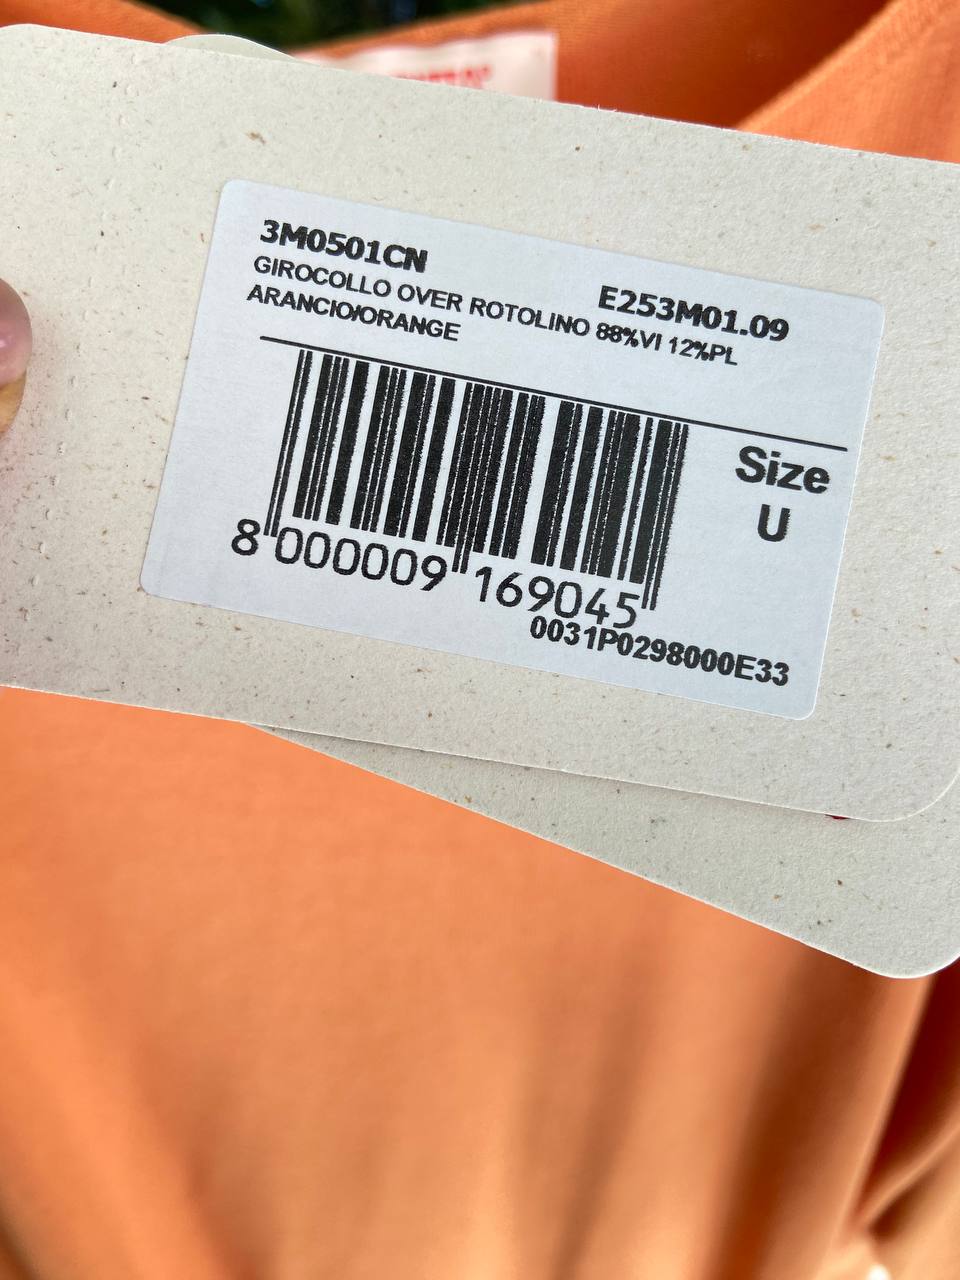 3M0501CN
E253M01.09
GIROCOLLO OVER ROTOLINO 88%VI 12%PL
ARANCIO/ORANGE
Size
U
8 000009 169045
0031P0298000E33